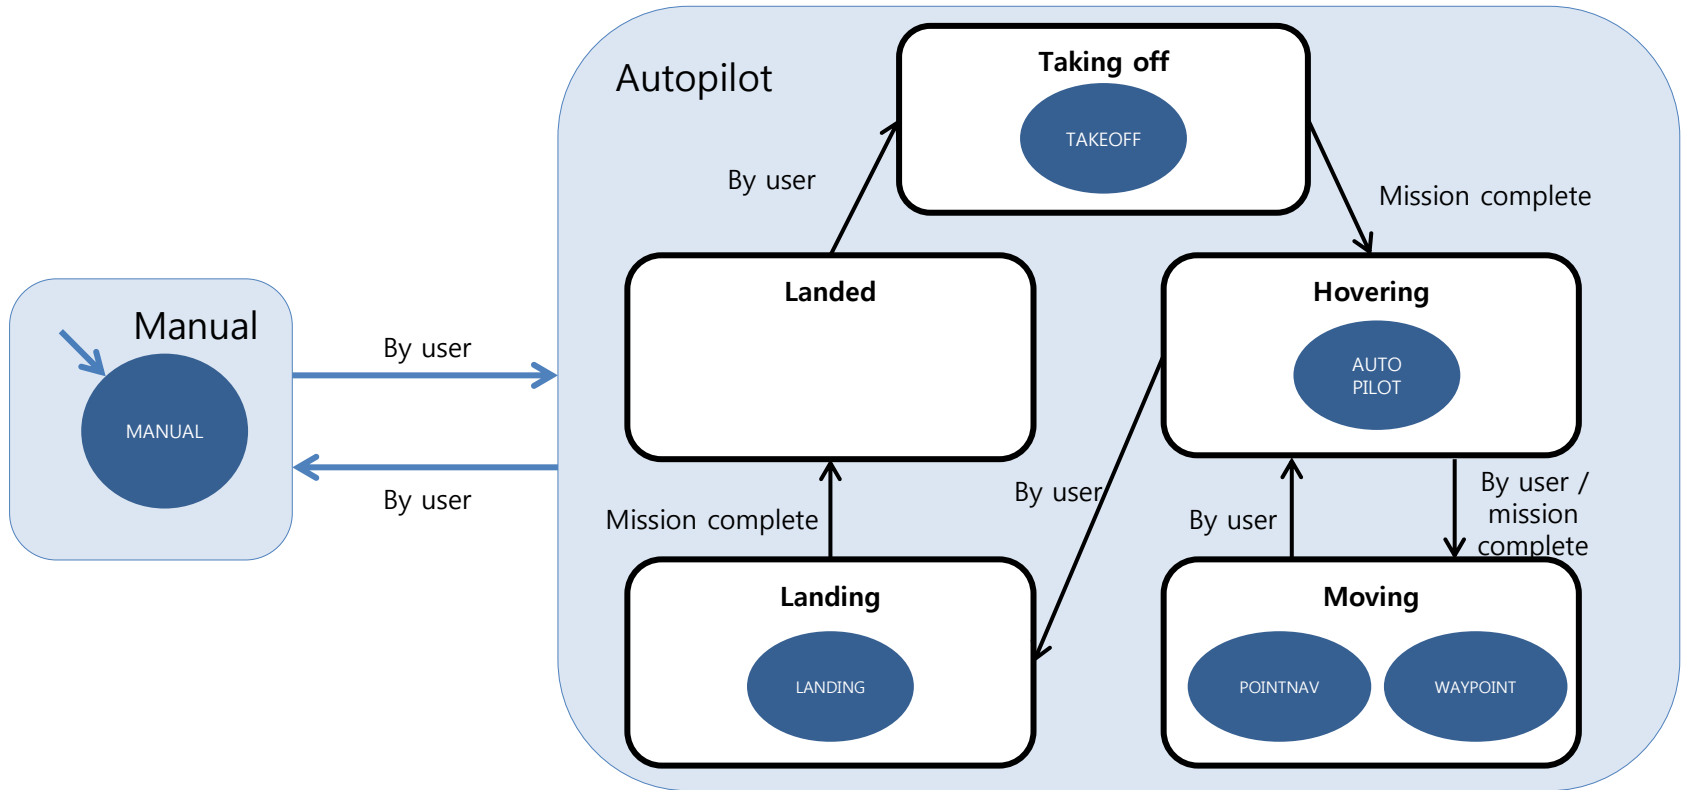 Autopilot
Taking off
TAKEOFF
By user
Mission complete
Landed
Hovering
Manual
By user
AUTO
PILOT
MANUAL
By user
By user
Mission complete
By user
By user /
mission
complete
Landing
Moving
LANDING
POINTNAV
WAYPOINT